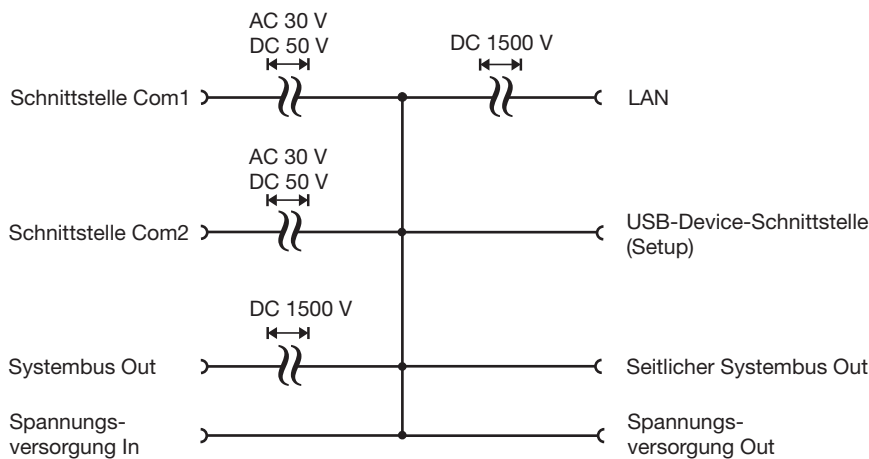 AC 30 V
DC 50 V
DC 1500 V
Schnittstelle Com1
LAN
AC 30 V
DC 50 V
Schnittstelle Com2
USB-Device-Schnittstelle
(Setup)
DC 1500 V
Systembus Out
Seitlicher Systembus Out
Spannungs-
versorgung In
Spannungs-
versorgung Out